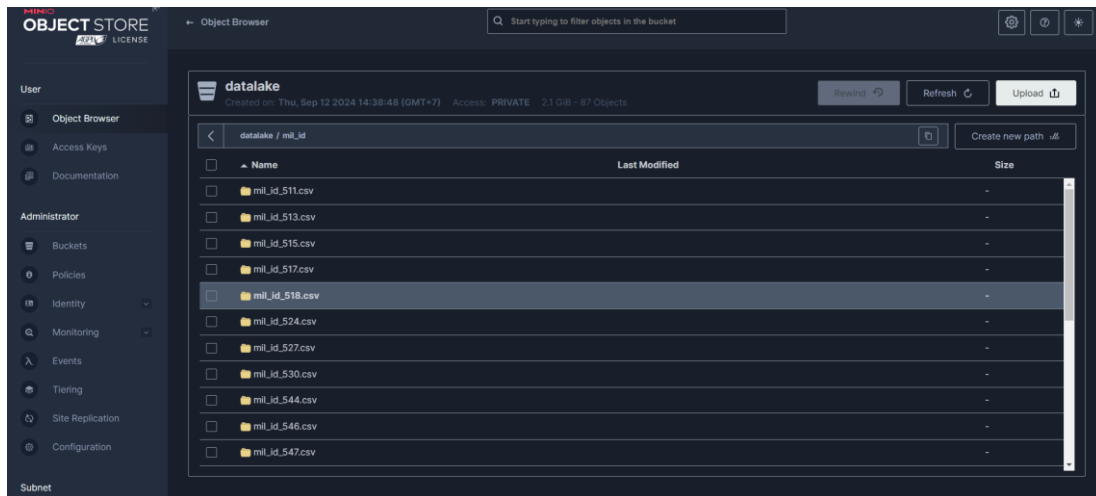 MINIO
OBJECT STORE
AGPLv3 LICENSE
← Object Browser
Start typing to filter objects in the bucket
User
Object Browser
Access Keys
Documentation
Administrator
Buckets
Policies
Identity
Monitoring
Events
Tiering
Site Replication
Configuration
Subnet
datalake
Created on: Thu, Sep 12 2024 14:38:48 (GMT+7) Access: PRIVATE 2.1 GiB - 87 Objects
Rewind
Refresh
Upload
datalake / mil_id
Create new path
Name Last Modified Size
mil_id_511.csv -
mil_id_513.csv -
mil_id_515.csv -
mil_id_517.csv -
mil_id_518.csv -
mil_id_524.csv -
mil_id_527.csv -
mil_id_530.csv -
mil_id_544.csv -
mil_id_546.csv -
mil_id_547.csv -